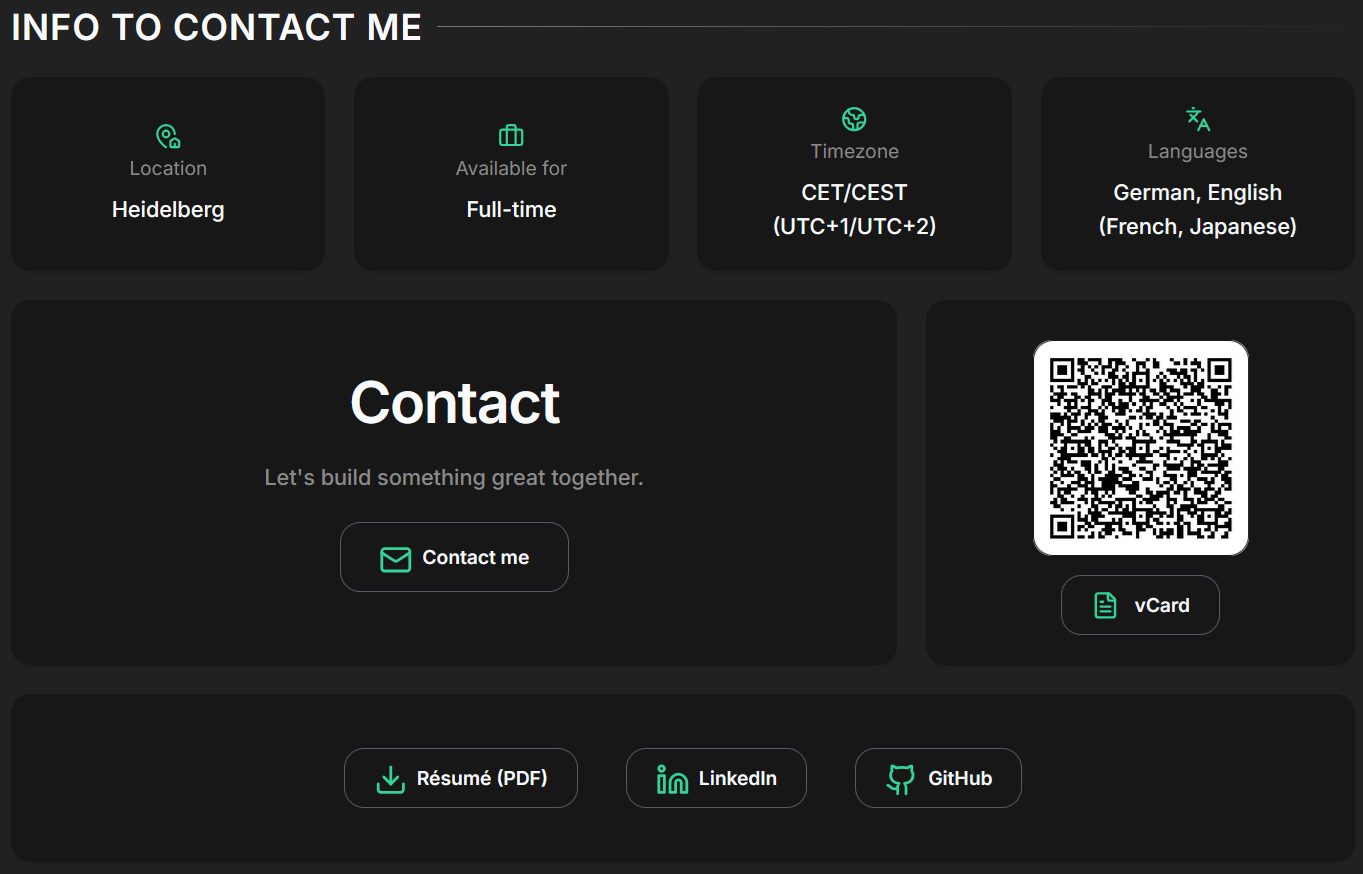 INFO TO CONTACT ME
Location
Heidelberg
Available for
Full-time
Timezone
CET/CEST
(UTC+1/UTC+2)
Languages
German, English
(French, Japanese)
Contact
Let's build something great together.
Contact me
vCard
Résumé (PDF)
LinkedIn
GitHub